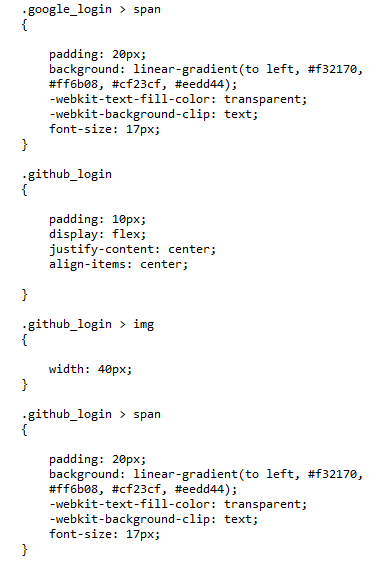 .google_login > span
{
padding: 20px;
background: linear-gradient(to left, #f32170,
#ff6b08, #cf23cf, #eedd44);
-webkit-text-fill-color: transparent;
-webkit-background-clip: text;
font-size: 17px;
}
.github_login
{
padding: 10px;
display: flex;
justify-content: center;
align-items: center;
}
.github_login > img
{
width: 40px;
}
.github_login > span
{
padding: 20px;
background: linear-gradient(to left, #f32170,
#ff6b08, #cf23cf, #eedd44);
-webkit-text-fill-color: transparent;
-webkit-background-clip: text;
font-size: 17px;
}